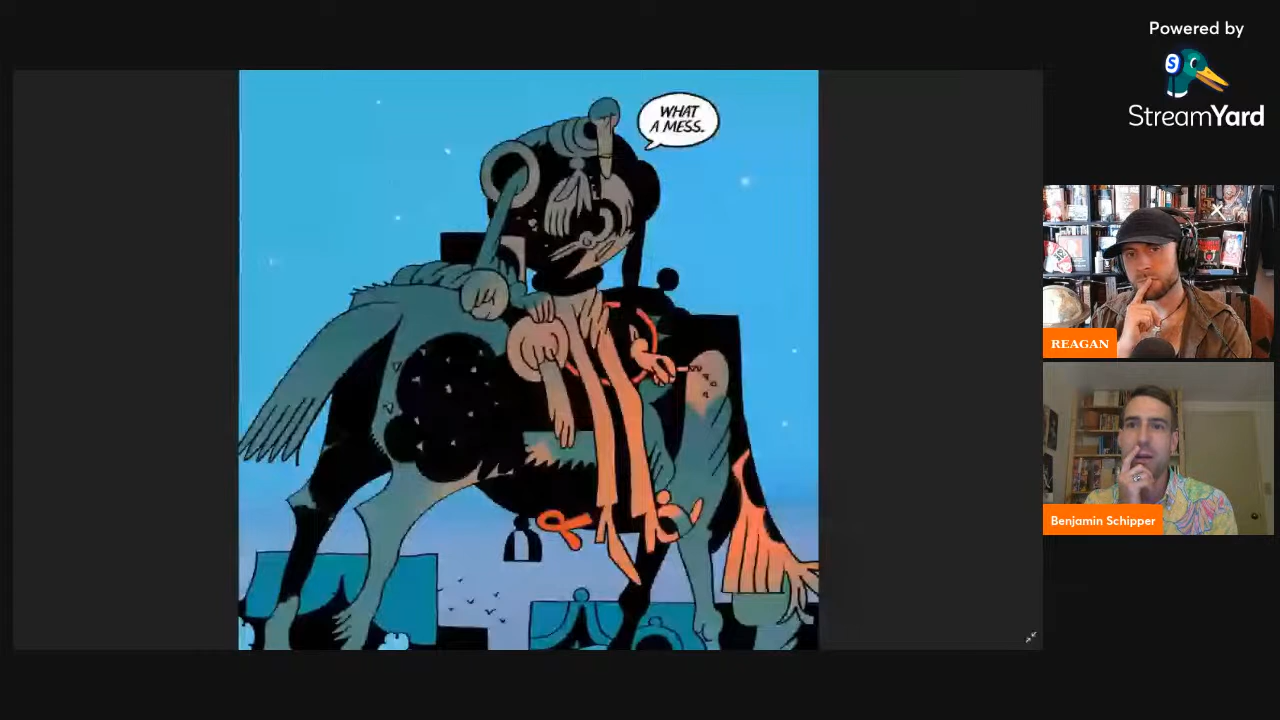 Powered by
S
StreamYard
WHAT
A MESS.
REAGAN
Benjamin Schipper